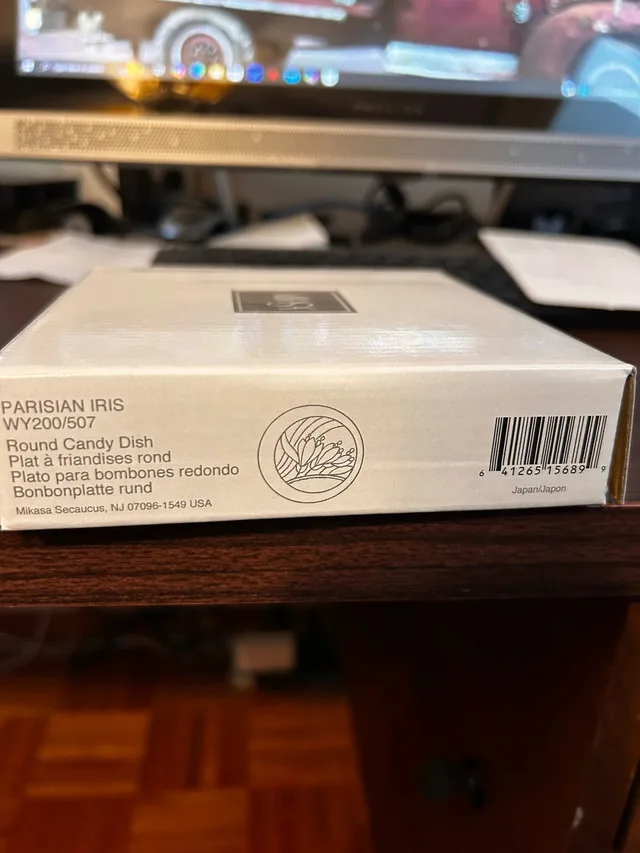 PARISIAN IRIS
WY200/507
Round Candy Dish
Plat à friandises rond
Plato para bombones redondo
Bonbonplatte rund
Mikasa Secaucus, NJ 07096-1549 USA
6 41265 15689 9
Japan/Japon